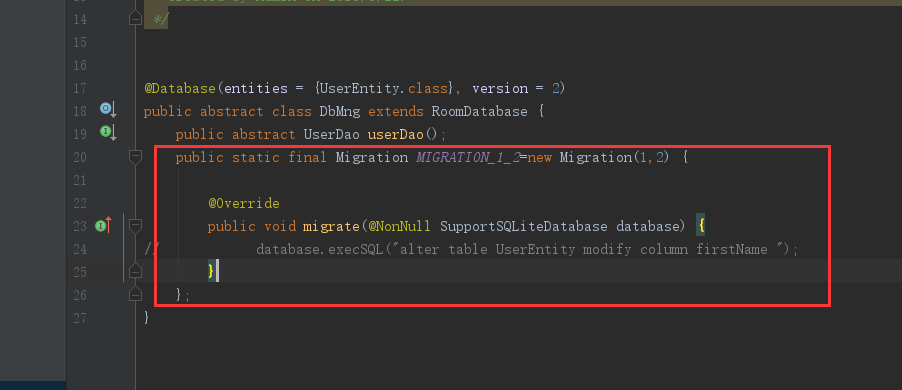 14 */
15
16
17 @Database(entities = {UserEntity.class}, version = 2)
18 public abstract class DbMng extends RoomDatabase {
19 public abstract UserDao userDao();
20 public static final Migration MIGRATION_1_2=new Migration(1,2) {
21
22 @Override
23 public void migrate(@NonNull SupportSQLiteDatabase database) {
24 // database.execSQL("alter table UserEntity modify column firstName ");
25 }
26 };
27 }